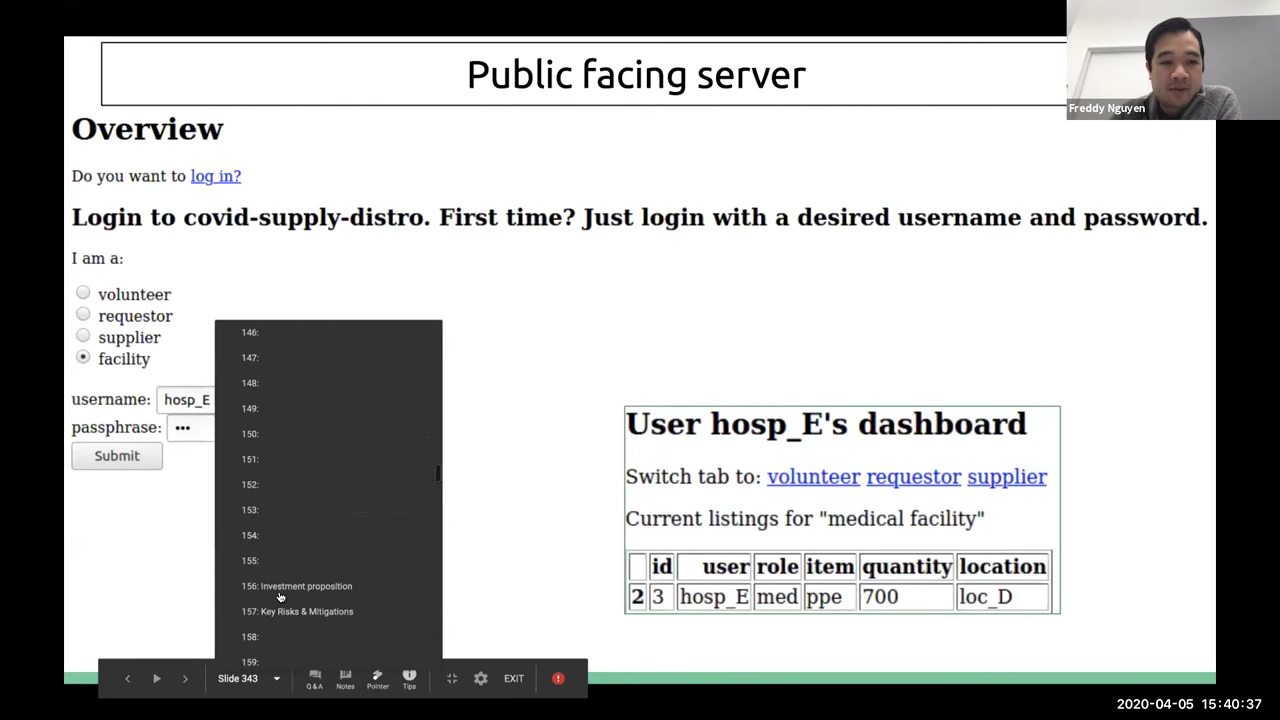 Public facing server
Freddy Nguyen
Overview
Do you want to log in?
Login to covid-supply-distro. First time? Just login with a desired username and password.
I am a:
volunteer
requestor
supplier
facility
username: hosp_E
passphrase: •••
Submit
146:
147:
148:
149:
150:
151:
152:
153:
154:
155:
156: Investment proposition
157: Key Risks & Mitigations
158:
159:
User hosp_E's dashboard
Switch tab to: volunteer requestor supplier
Current listings for "medical facility"
id user role item quantity location
2 3 hosp_E med ppe 700 loc_D
Slide 343
Q & A
Notes
Pointer
Tips
EXIT
2020-04-05 15:40:37